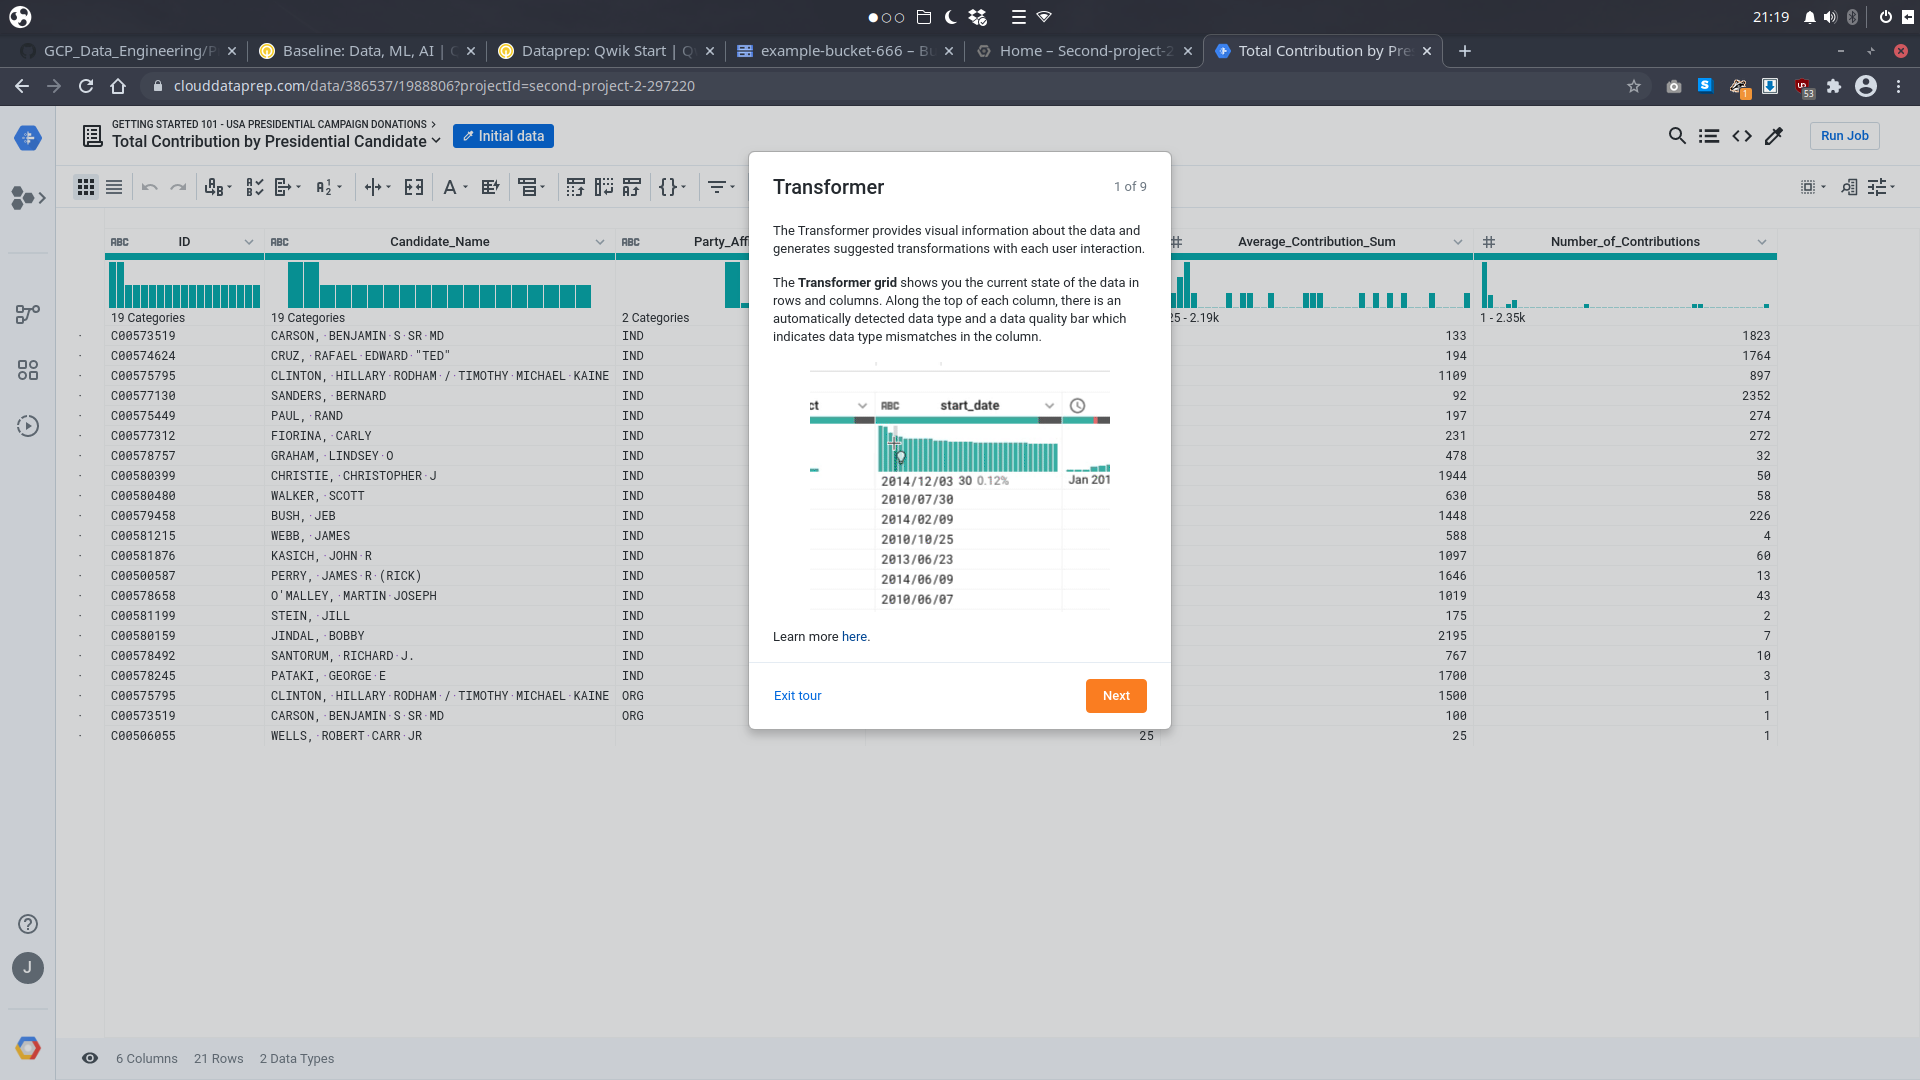 21:19
GCP_Data_Engineering/P
Baseline: Data, ML, AI |
Dataprep: Qwik Start |
example-bucket-666 – Bu
Home – Second-project-2
Total Contribution by Pre
clouddataprep.com/data/386537/1988806?projectId=second-project-2-297220
1
53
GETTING STARTED 101 - USA PRESIDENTIAL CAMPAIGN DONATIONS
Total Contribution by Presidential Candidate
Initial data
Run Job
ABC ID ABC Candidate_Name ABC Party_Aff # Average_Contribution_Sum # Number_of_Contributions
19 Categories 19 Categories 2 Categories 25 - 2.19k 1 - 2.35k
C00573519 CARSON, BENJAMIN S SR MD IND 133 1823
C00574624 CRUZ, RAFAEL EDWARD "TED" IND 194 1764
C00575795 CLINTON, HILLARY RODHAM / TIMOTHY MICHAEL KAINE IND 1109 897
C00577130 SANDERS, BERNARD IND 92 2352
C00575449 PAUL, RAND IND 197 274
C00577312 FIORINA, CARLY IND 231 272
C00578757 GRAHAM, LINDSEY O IND 478 32
C00580399 CHRISTIE, CHRISTOPHER J IND 1944 50
C00580480 WALKER, SCOTT IND 630 58
C00579458 BUSH, JEB IND 1448 226
C00581215 WEBB, JAMES IND 588 4
C00581876 KASICH, JOHN R IND 1097 60
C00500587 PERRY, JAMES R (RICK) IND 1646 13
C00578658 O'MALLEY, MARTIN JOSEPH IND 1019 43
C00581199 STEIN, JILL IND 175 2
C00580159 JINDAL, BOBBY IND 2195 7
C00578492 SANTORUM, RICHARD J. IND 767 10
C00578245 PATAKI, GEORGE E IND 1700 3
C00575795 CLINTON, HILLARY RODHAM / TIMOTHY MICHAEL KAINE ORG 1500 1
C00573519 CARSON, BENJAMIN S SR MD ORG 100 1
C00506055 WELLS, ROBERT CARR JR 25 25 1
Transformer
1 of 9
The Transformer provides visual information about the data and
generates suggested transformations with each user interaction.
The Transformer grid shows you the current state of the data in
rows and columns. Along the top of each column, there is an
automatically detected data type and a data quality bar which
indicates data type mismatches in the column.
ct ABC start_date
2014/12/03 30 0.12% Jan 201
2010/07/30
2014/02/09
2010/10/25
2013/06/23
2014/06/09
2010/06/07
Learn more here.
Exit tour
Next
J
6 Columns 21 Rows 2 Data Types